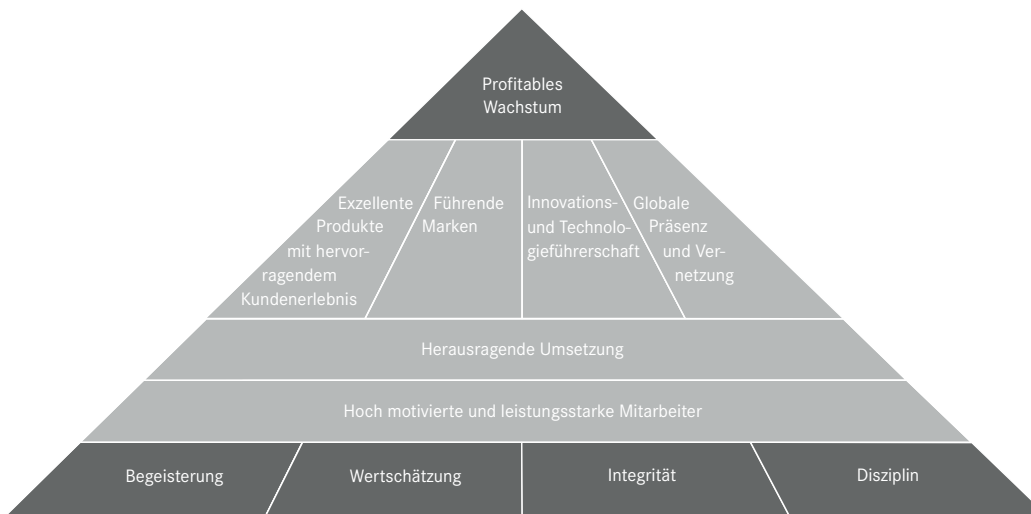 Profitables
Wachstum
Exzellente
Produkte
mit hervor-
ragendem
Kundenerlebnis
Führende
Marken
Innovations-
und Technolo-
gieführerschaft
Globale
Präsenz
und Ver-
netzung
Herausragende Umsetzung
Hoch motivierte und leistungsstarke Mitarbeiter
Begeisterung
Wertschätzung
Integrität
Disziplin